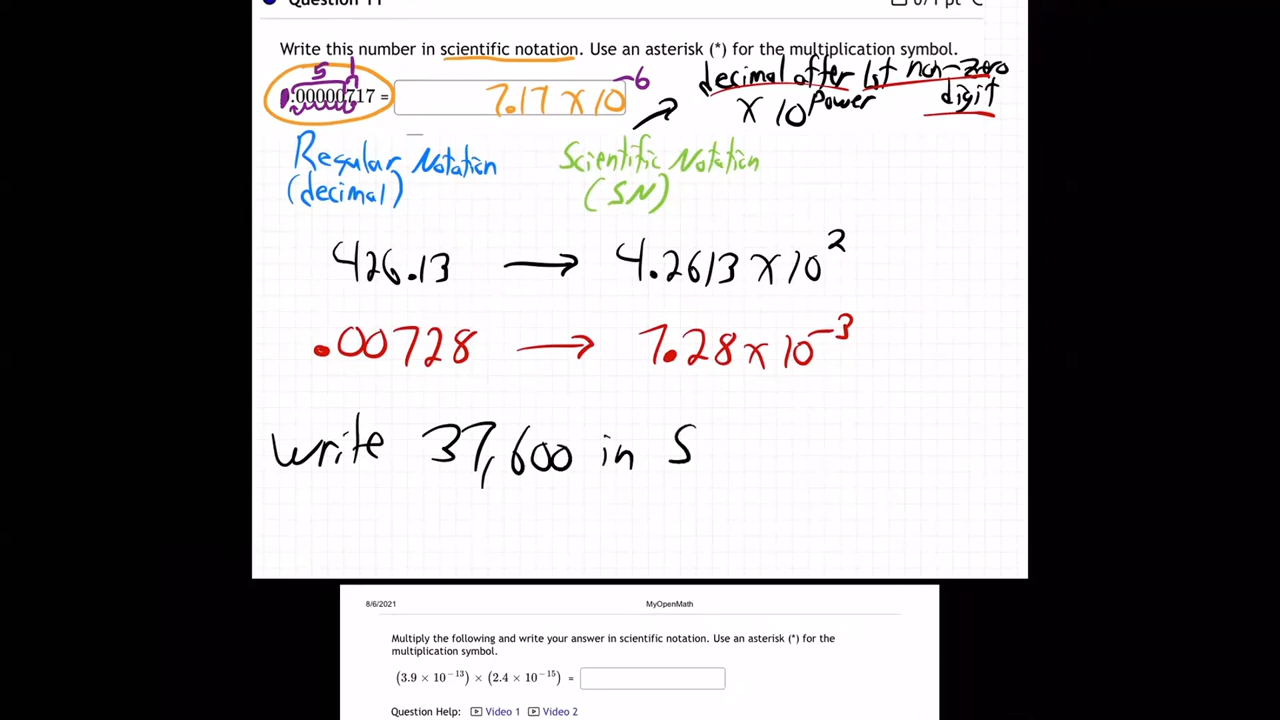 Question 11
Write this number in scientific notation. Use an asterisk (*) for the multiplication symbol.
5 1
.00000717 = 7.17 x 10⁻⁶
decimal after 1st non-zero digit
x 10ᴾᵒʷᵉʳ
Regular Notation
(decimal)
Scientific Notation
(SN)
426.13 → 4.2613 x 10²
.00728 → 7.28 x 10⁻³
Write 37,600 in S
8/6/2021 MyOpenMath
Multiply the following and write your answer in scientific notation. Use an asterisk (*) for the
multiplication symbol.
(3.9 × 10⁻¹³) × (2.4 × 10⁻¹⁵) =
Question Help: Video 1 Video 2